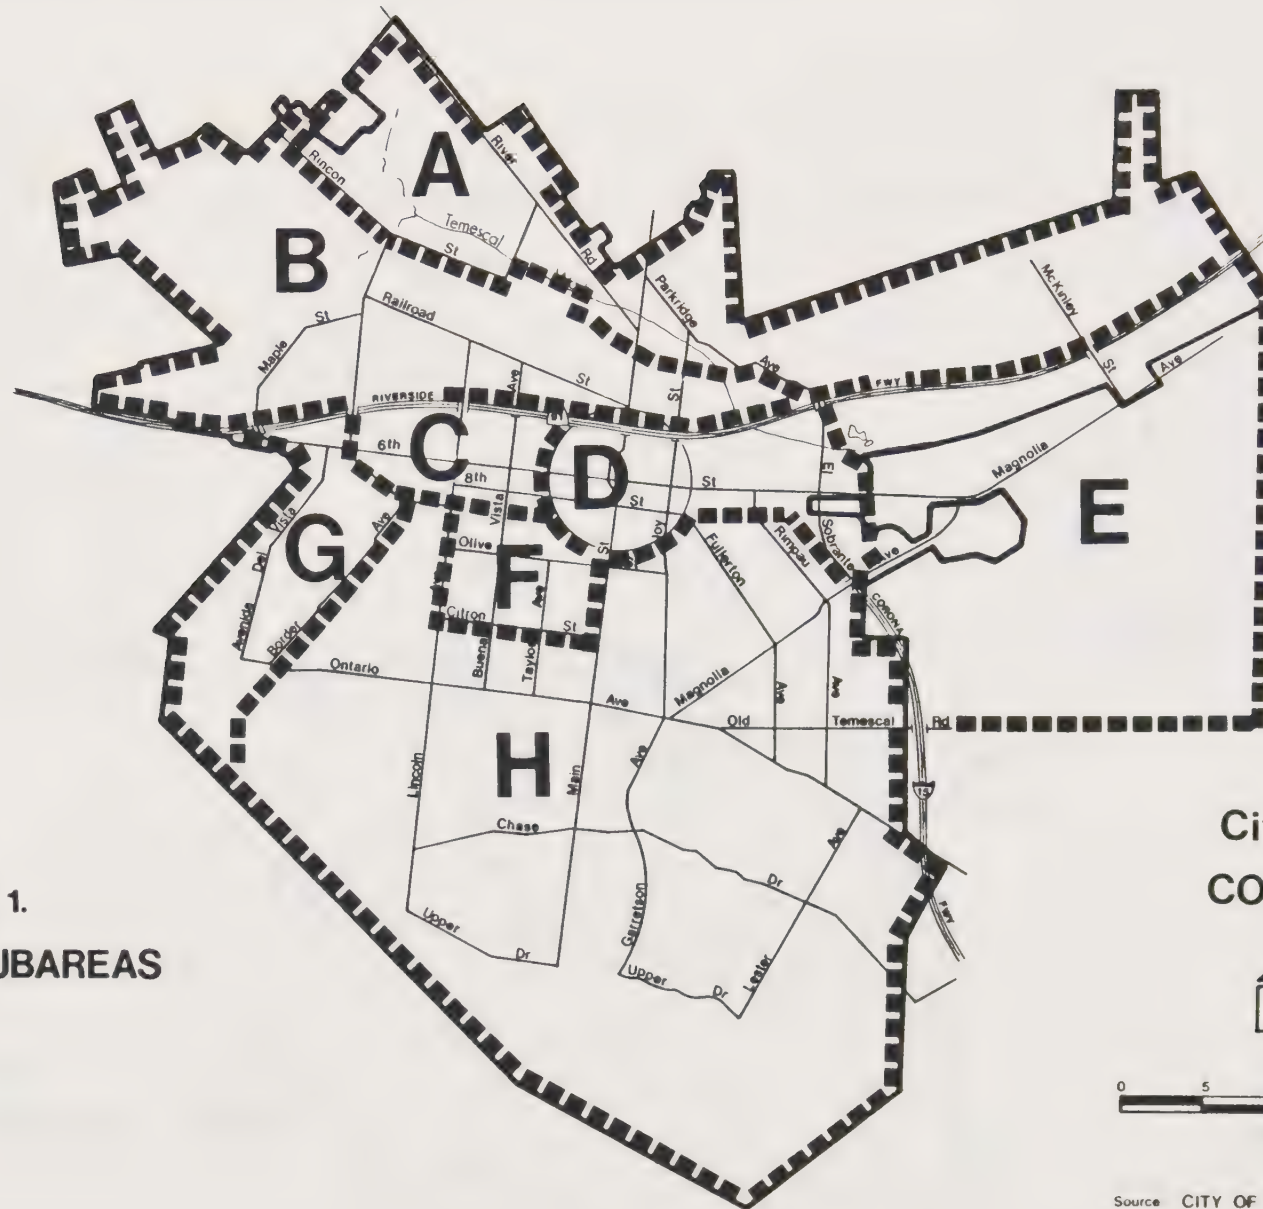 A
River
Rd
Rincon
St
Temescal
B
Railroad
St
Maple
St
Parkridge
Ave
McKinley
St
Ave
RIVERSIDE
FWY
Ave
St
C
6th
8th
Vista
D
St
St
St
Joy
El
Sobrante
Magnolia
Ave
E
G
Avenida
Del
Vista
Border
Ave
Olive
F
Ave
Citron
St
Buena
Taylor
Fullerton
Ave
Rimpau
Ave
CORONA
15
FWY
Ontario
Ave
Magnolia
Old
Temescal
Rd
H
Lincoln
Main
Ave
Garretson
Chase
Dr
Ave
Lester
Upper
Dr
Upper
Dr
1.
UBAREAS
Ci
CO
0 5
Source CITY OF